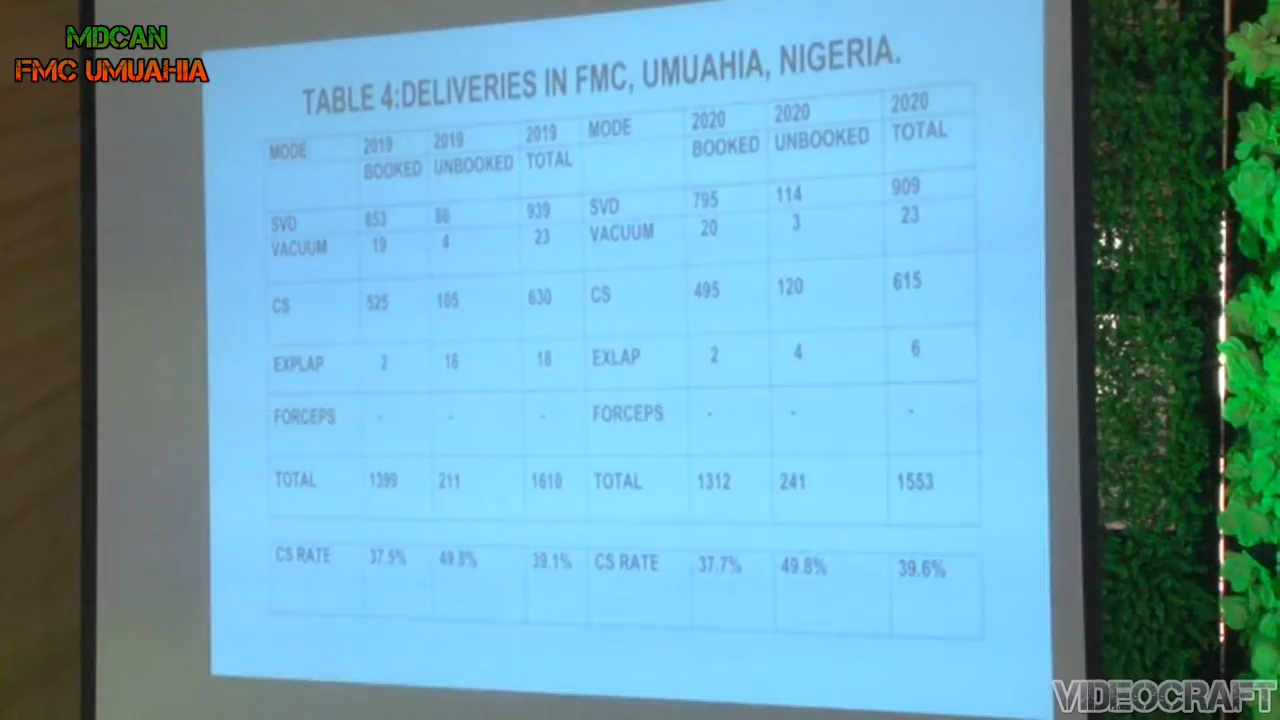 MDCAN
FMC UMUAHIA
TABLE 4:DELIVERIES IN FMC, UMUAHIA, NIGERIA.
MODE 2019 BOOKED 2019 UNBOOKED 2019 TOTAL MODE 2020 BOOKED 2020 UNBOOKED 2020 TOTAL
SVD 853 86 939 SVD 795 114 909
VACUUM 19 4 23 VACUUM 20 3 23
CS 525 105 630 CS 495 120 615
EXPLAP 2 16 18 EXLAP 2 4 6
FORCEPS - - - FORCEPS - - -
TOTAL 1399 211 1610 TOTAL 1312 241 1553
CS RATE 37.5% 49.8% 39.1% CS RATE 37.7% 49.8% 39.6%
VIDEOCRAFT